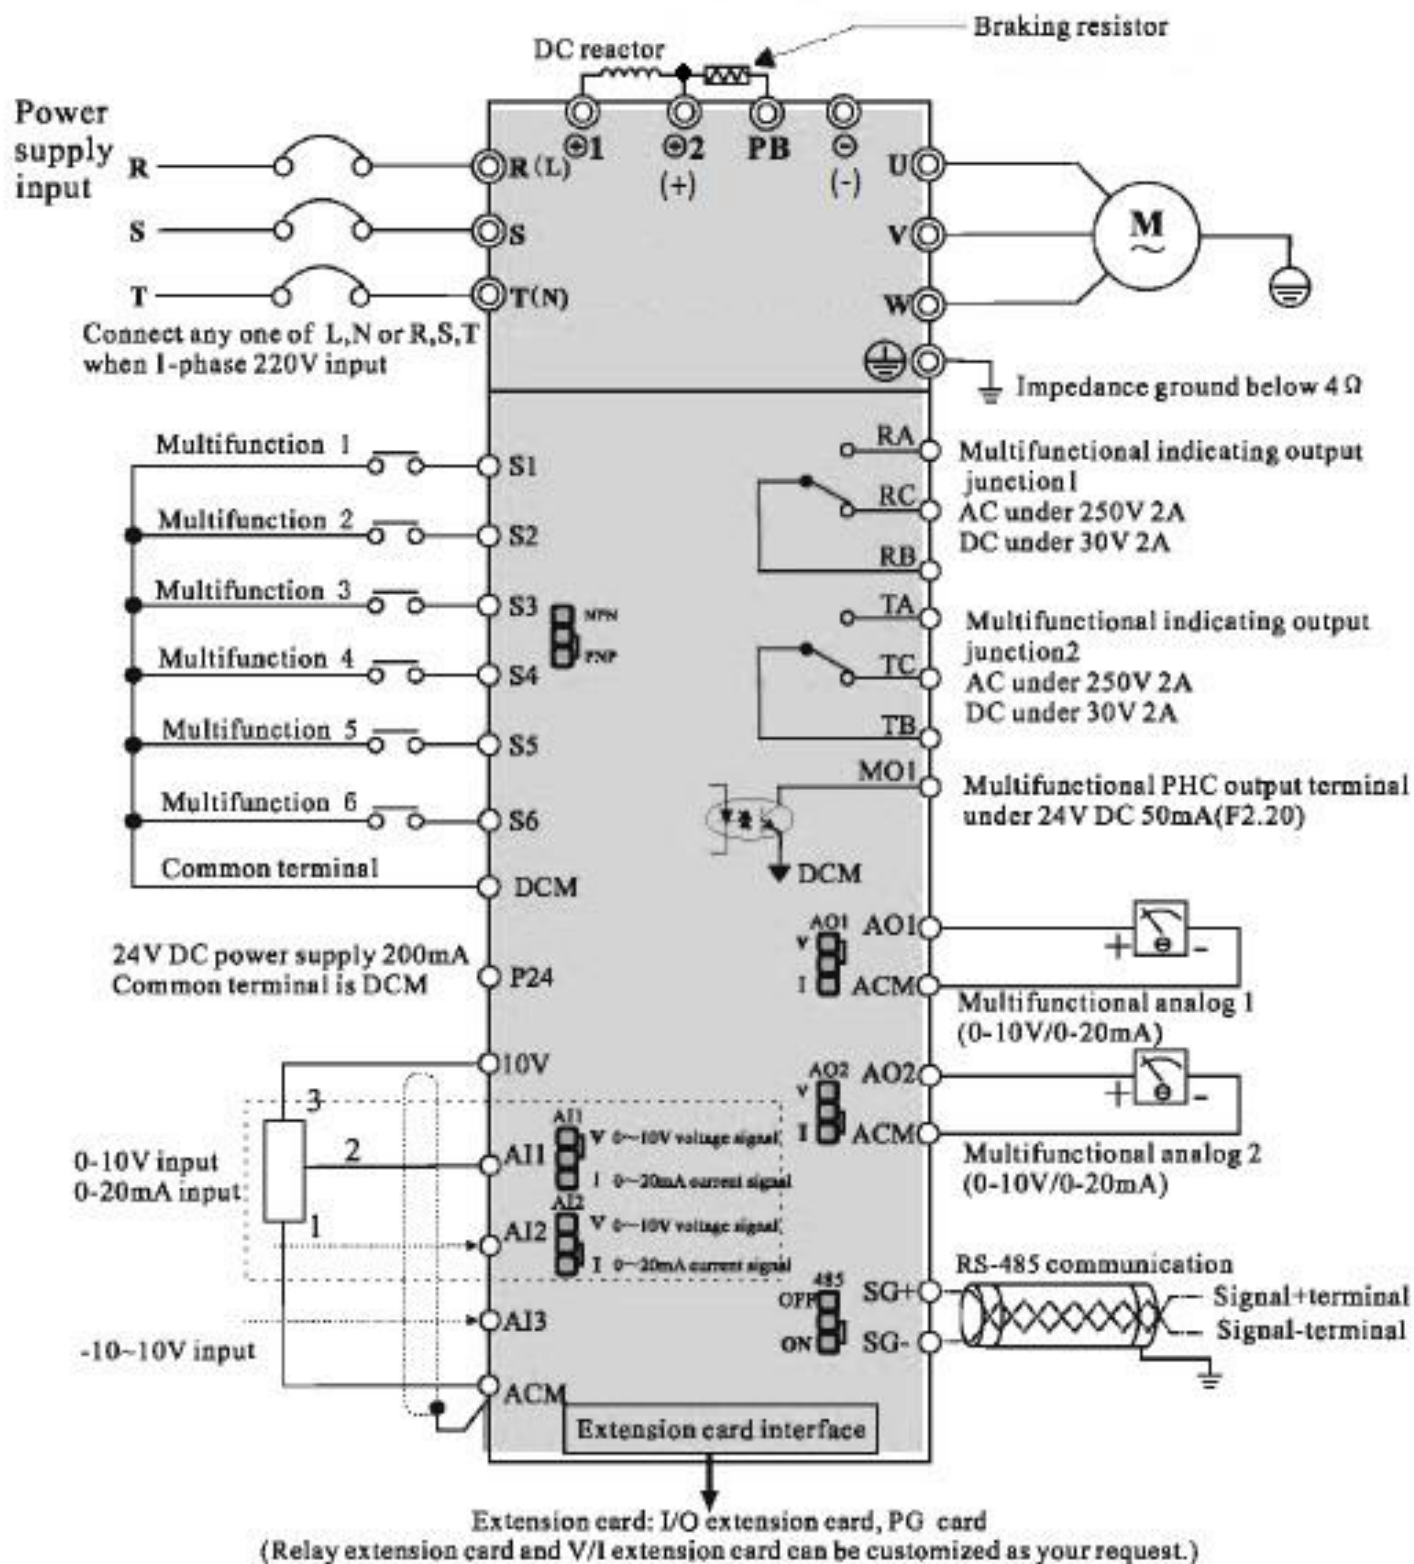 Braking resistor
DC reactor
Power
supply
input
⊕1
⊕2
PB
⊖
(+)
(-)
R
R(L)
U
S
S
V
M
~
T
T(N)
W
Connect any one of L,N or R,S,T
when 1-phase 220V input
Impedance ground below 4Ω
Multifunction 1
S1
Multifunction 2
S2
Multifunction 3
S3
NPN
PNP
Multifunction 4
S4
Multifunction 5
S5
Multifunction 6
S6
Common terminal
DCM
RA
RC
RB
Multifunctional indicating output
junction1
AC under 250V 2A
DC under 30V 2A
TA
TC
TB
Multifunctional indicating output
junction2
AC under 250V 2A
DC under 30V 2A
MO1
Multifunctional PHC output terminal
under 24V DC 50mA(F2.20)
DCM
24V DC power supply 200mA
Common terminal is DCM
P24
AO1
V
I
AO1
ACM
+
-
Multifunctional analog 1
(0-10V/0-20mA)
AO2
V
I
AO2
ACM
+
-
Multifunctional analog 2
(0-10V/0-20mA)
10V
3
2
1
0-10V input
0-20mA input
AI1
AI1
V 0~10V voltage signal
I 0~20mA current signal
AI2
AI2
V 0~10V voltage signal
I 0~20mA current signal
AI3
-10~10V input
ACM
485
OFF
ON
SG+
SG-
RS-485 communication
Signal+terminal
Signal-terminal
Extension card interface
Extension card: I/O extension card, PG card
(Relay extension card and V/I extension card can be customized as your request.)